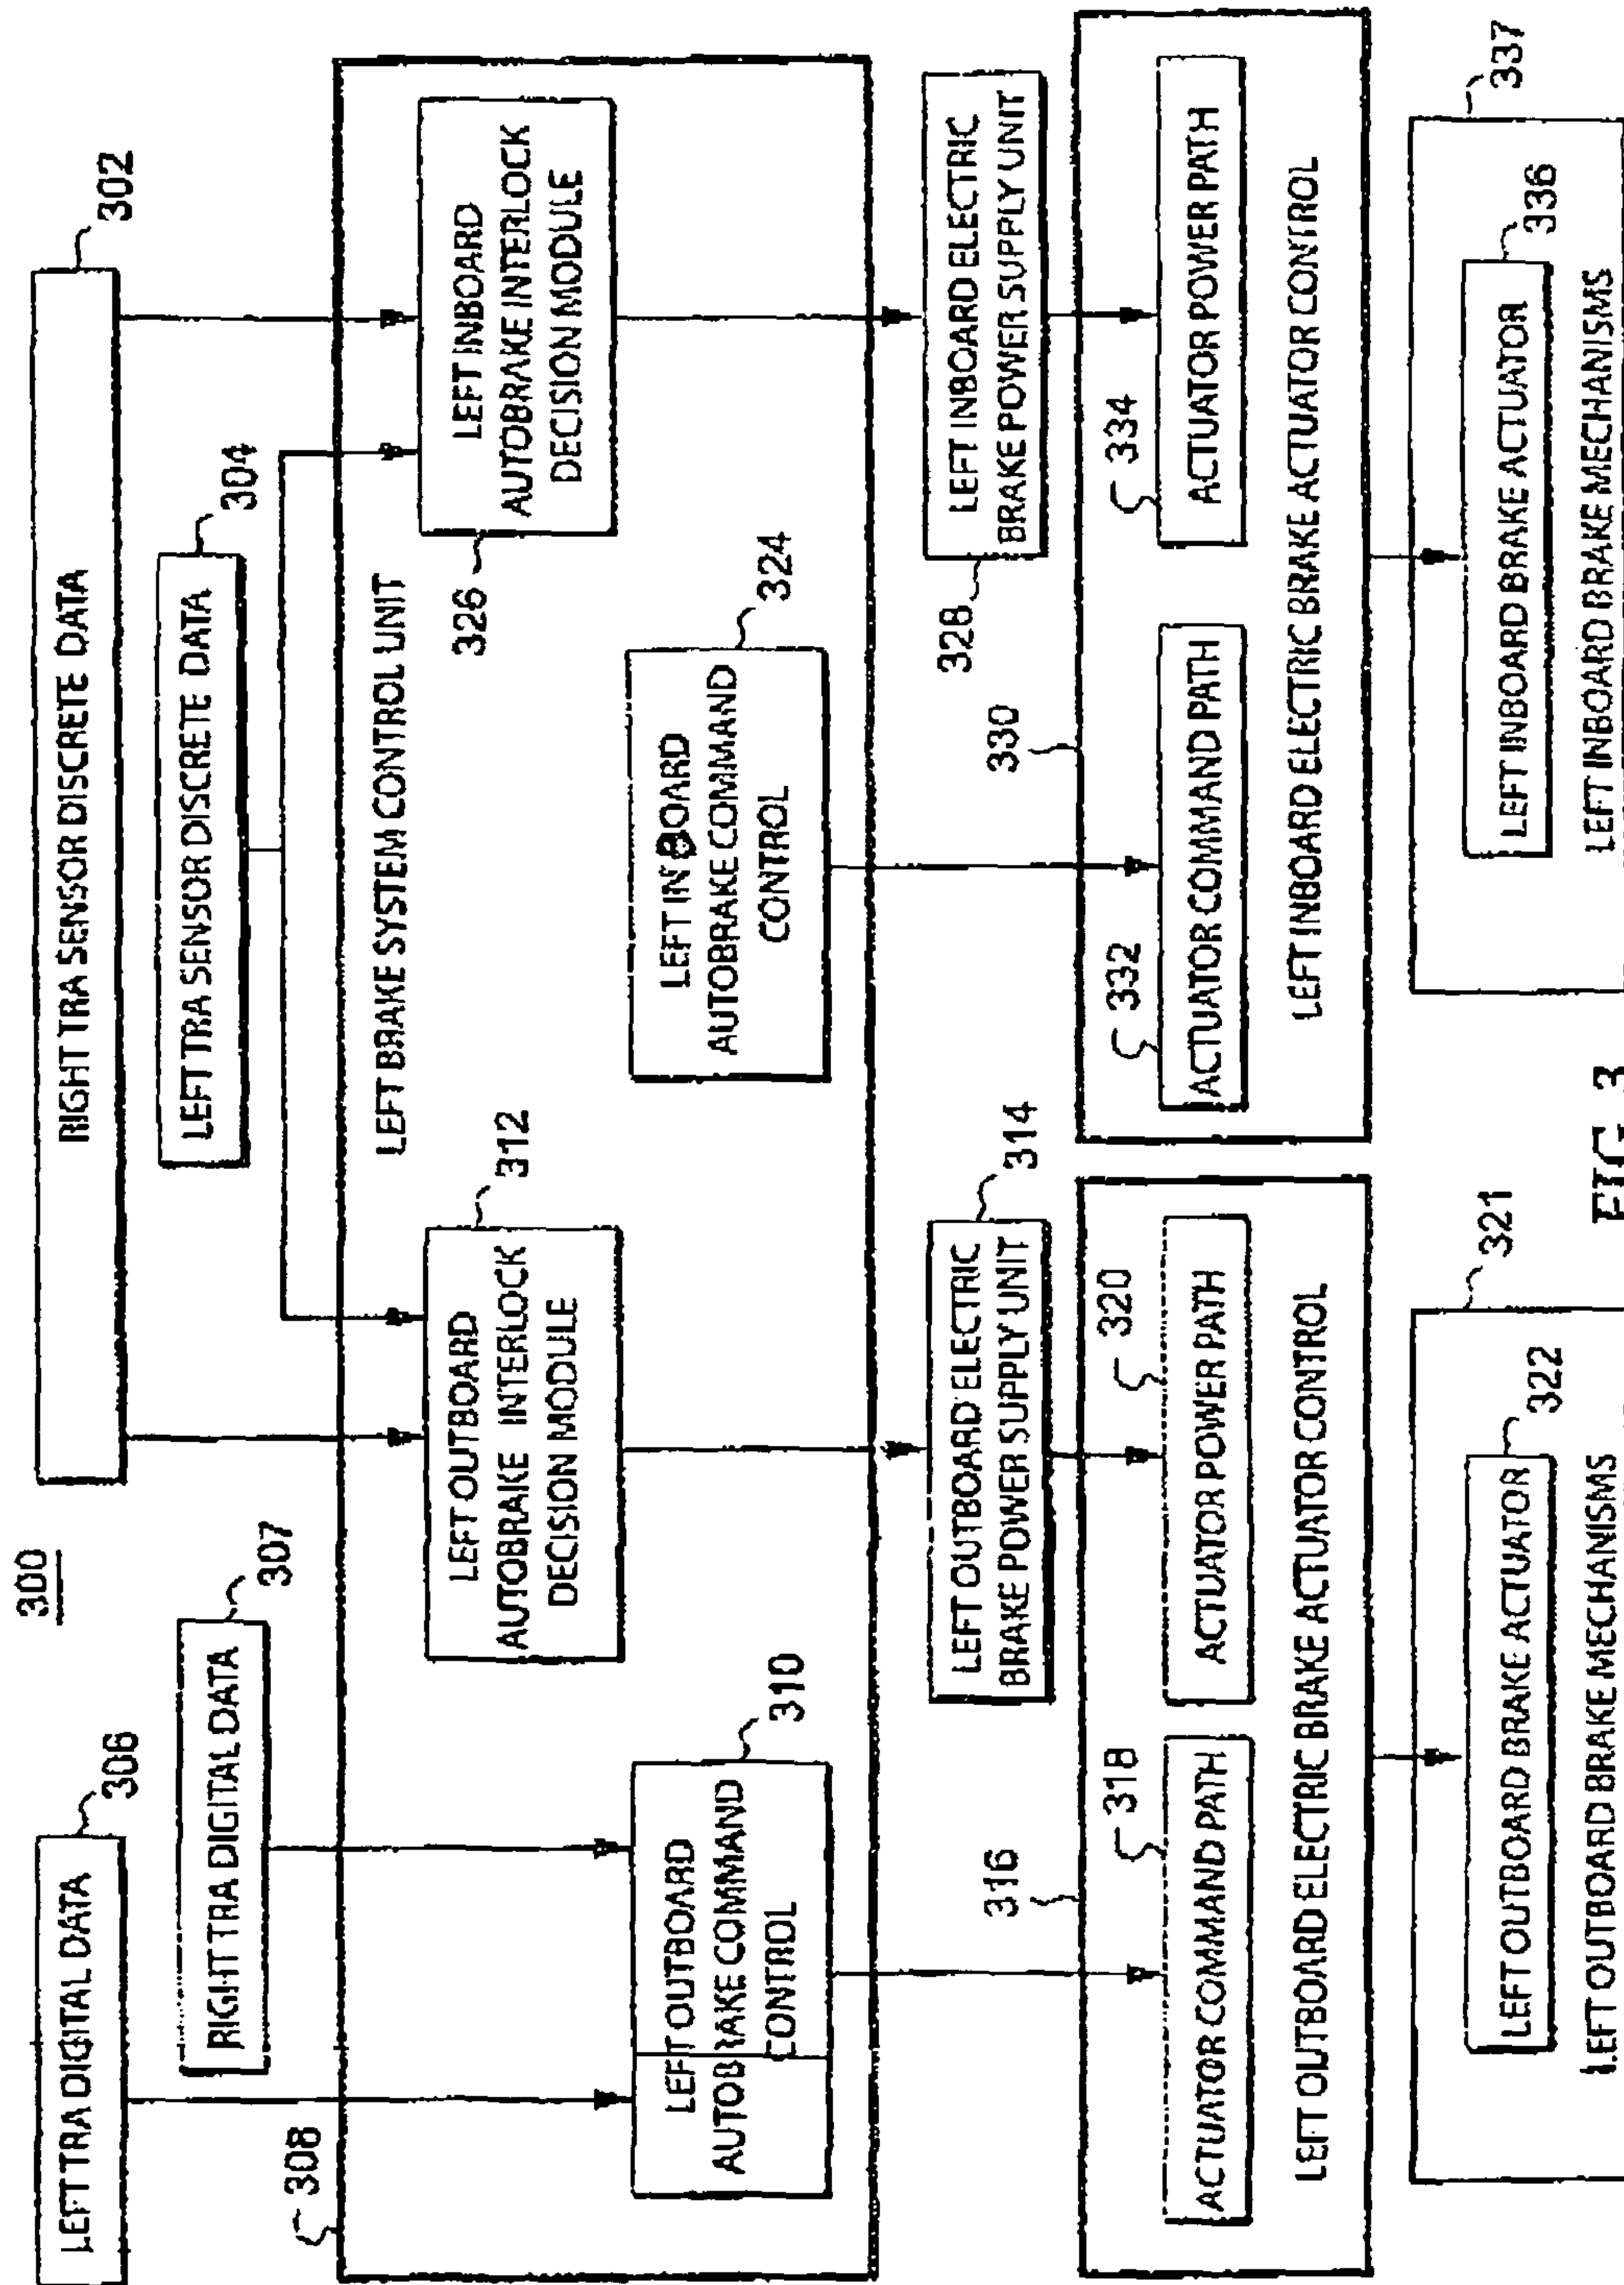 300
LEFT TRA DIGITAL DATA
306
RIGHT TRA DIGITAL DATA
307
RIGHT TRA SENSOR DISCRETE DATA
302
LEFT TRA SENSOR DISCRETE DATA
304
308
LEFT BRAKE SYSTEM CONTROL UNIT
LEFT OUTBOARD
AUTOBRAKE COMMAND
CONTROL
310
LEFT OUTBOARD
AUTOBRAKE INTERLOCK
DECISION MODULE
312
LEFT INBOARD
AUTOBRAKE COMMAND
CONTROL
324
LEFT INBOARD
AUTOBRAKE INTERLOCK
DECISION MODULE
326
LEFT OUTBOARD ELECTRIC
BRAKE POWER SUPPLY UNIT
314
LEFT INBOARD ELECTRIC
BRAKE POWER SUPPLY UNIT
328
316
ACTUATOR COMMAND PATH
318
ACTUATOR POWER PATH
320
LEFT OUTBOARD ELECTRIC BRAKE ACTUATOR CONTROL
330
ACTUATOR COMMAND PATH
332
ACTUATOR POWER PATH
334
LEFT INBOARD ELECTRIC BRAKE ACTUATOR CONTROL
LEFT OUTBOARD BRAKE ACTUATOR
322
LEFT OUTBOARD BRAKE MECHANISMS
321
LEFT INBOARD BRAKE ACTUATOR
336
LEFT INBOARD BRAKE MECHANISMS
337
FIG. 3